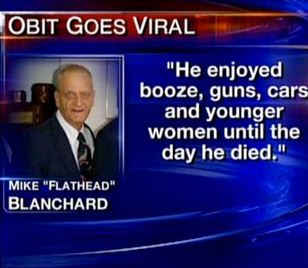 OBIT GOES VIRAL
"He enjoyed
booze, guns, cars
and younger
women until the
day he died."
MIKE "FLATHEAD"
BLANCHARD